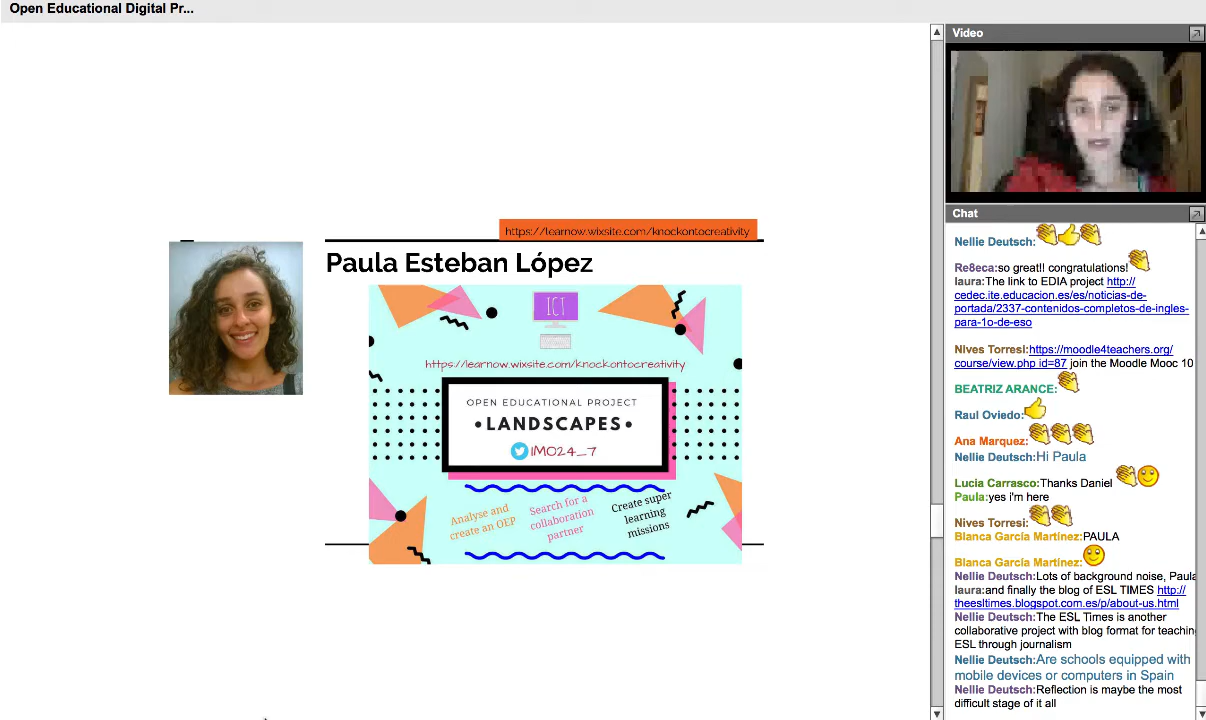 Open Educational Digital Pr...
https://learnow.wixsite.com/knockontocreativity
Paula Esteban López
ICT
https://learnow.wixsite.com/knockontocreativity
OPEN EDUCATIONAL PROJECT
•LANDSCAPES•
IMO24_7
Analyse and
create an OEP
Search for a
collaboration
partner
Create super
learning
missions
Video
Chat
Nellie Deutsch:
Re8eca:so great!! congratulations!
laura:The link to EDIA project http://
cedec.ite.educacion.es/es/noticias-de-
portada/2337-contenidos-completos-de-ingles-
para-1o-de-eso
Nives Torresi:https://moodle4teachers.org/
course/view.php id=87 join the Moodle Mooc 10
BEATRIZ ARANCE:
Raul Oviedo:
Ana Marquez:
Nellie Deutsch:Hi Paula
Lucia Carrasco:Thanks Daniel
Paula:yes i'm here
Nives Torresi:
Blanca García Martínez:PAULA
Blanca García Martínez:
Nellie Deutsch:Lots of background noise, Paula
laura:and finally the blog of ESL TIMES http://
theesltimes.blogspot.com.es/p/about-us.html
Nellie Deutsch:The ESL Times is another
collaborative project with blog format for teaching
ESL through journalism
Nellie Deutsch:Are schools equipped with
mobile devices or computers in Spain
Nellie Deutsch:Reflection is maybe the most
difficult stage of it all